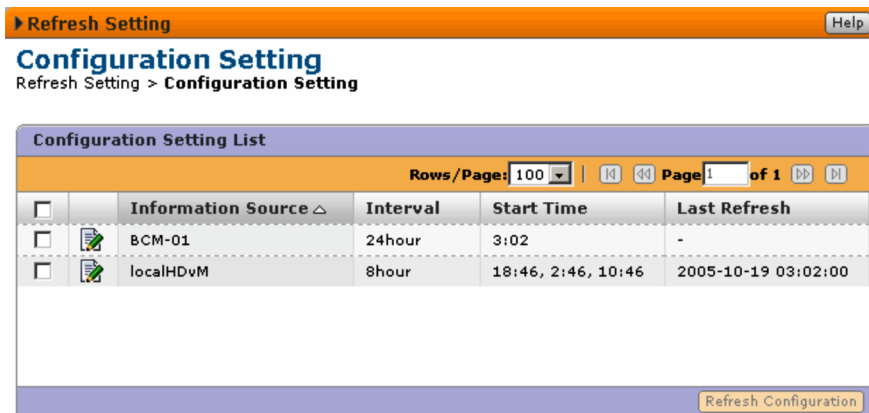 Refresh Setting Help
Configuration Setting
Refresh Setting > Configuration Setting
Configuration Setting List
Rows/Page: 100 | Page 1 of 1
Information Source Interval Start Time Last Refresh
BCM-01 24hour 3:02 -
localHDvM 8hour 18:46, 2:46, 10:46 2005-10-19 03:02:00
Refresh Configuration